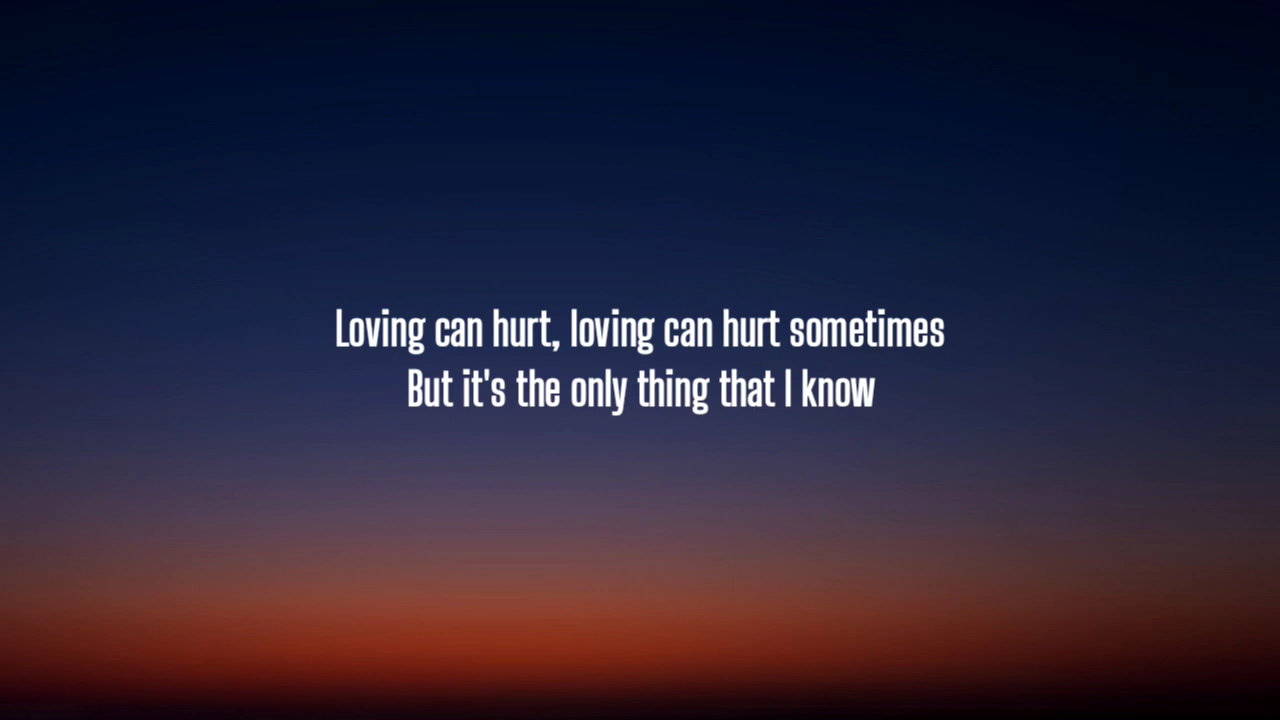 Loving can hurt, loving can hurt sometimes
But it's the only thing that I know